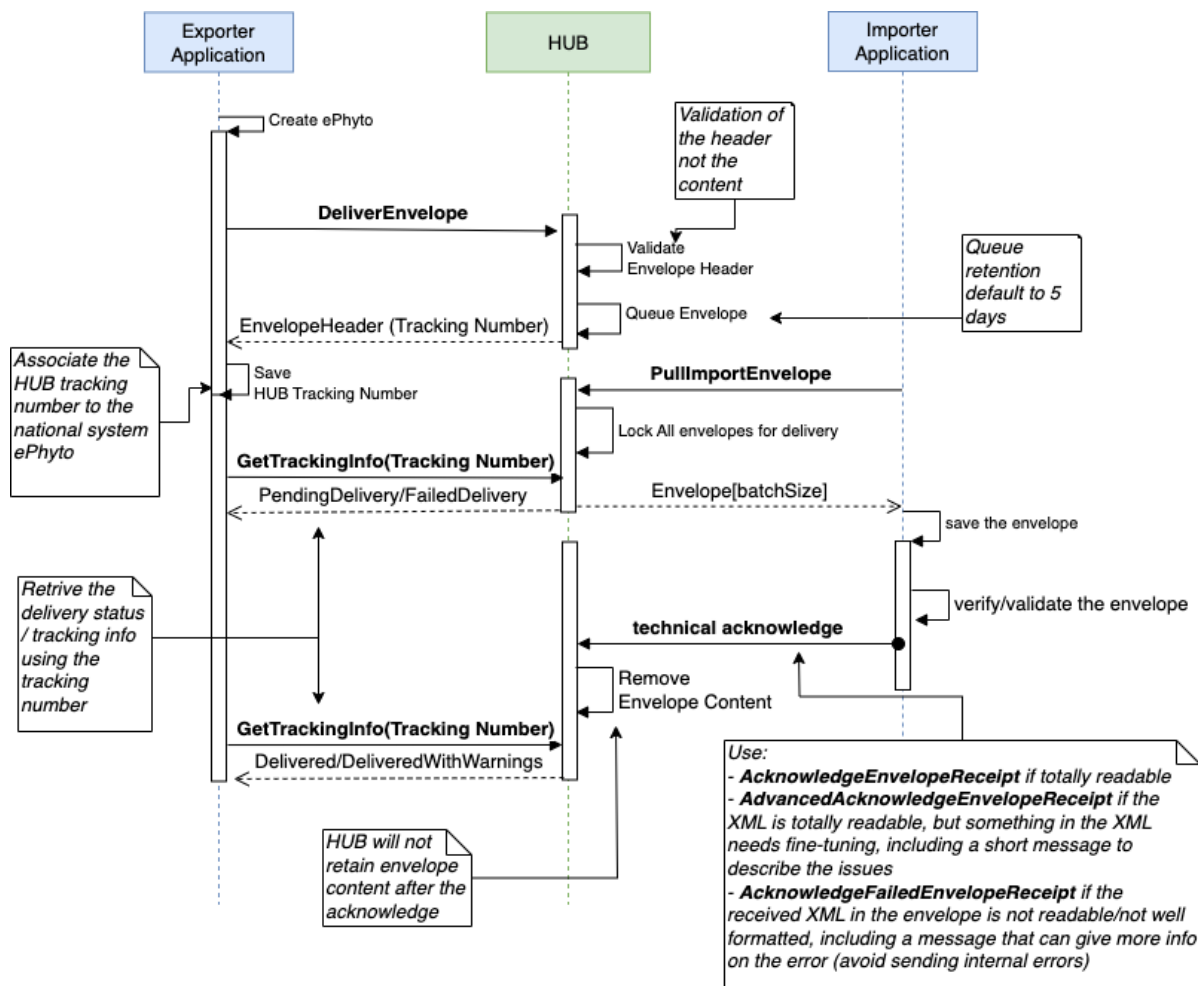 Exporter
Application
HUB
Importer
Application
Create ePhyto
Validation of
the header
not the
content
DeliverEnvelope
Validate
Envelope Header
Queue
retention
default to 5
days
Queue Envelope
EnvelopeHeader (Tracking Number)
Associate the
HUB tracking
number to the
national system
ePhyto
Save
HUB Tracking Number
PullImportEnvelope
Lock All envelopes for delivery
GetTrackingInfo(Tracking Number)
PendingDelivery/FailedDelivery
Envelope[batchSize]
save the envelope
Retrive the
delivery status
/ tracking info
using the
tracking
number
verify/validate the envelope
technical acknowledge
Remove
Envelope Content
GetTrackingInfo(Tracking Number)
Delivered/DeliveredWithWarnings
HUB will not
retain envelope
content after the
acknowledge
Use:
- AcknowledgeEnvelopeReceipt if totally readable
- AdvancedAcknowledgeEnvelopeReceipt if the
XML is totally readable, but something in the XML
needs fine-tuning, including a short message to
describe the issues
- AcknowledgeFailedEnvelopeReceipt if the
received XML in the envelope is not readable/not well
formatted, including a message that can give more info
on the error (avoid sending internal errors)